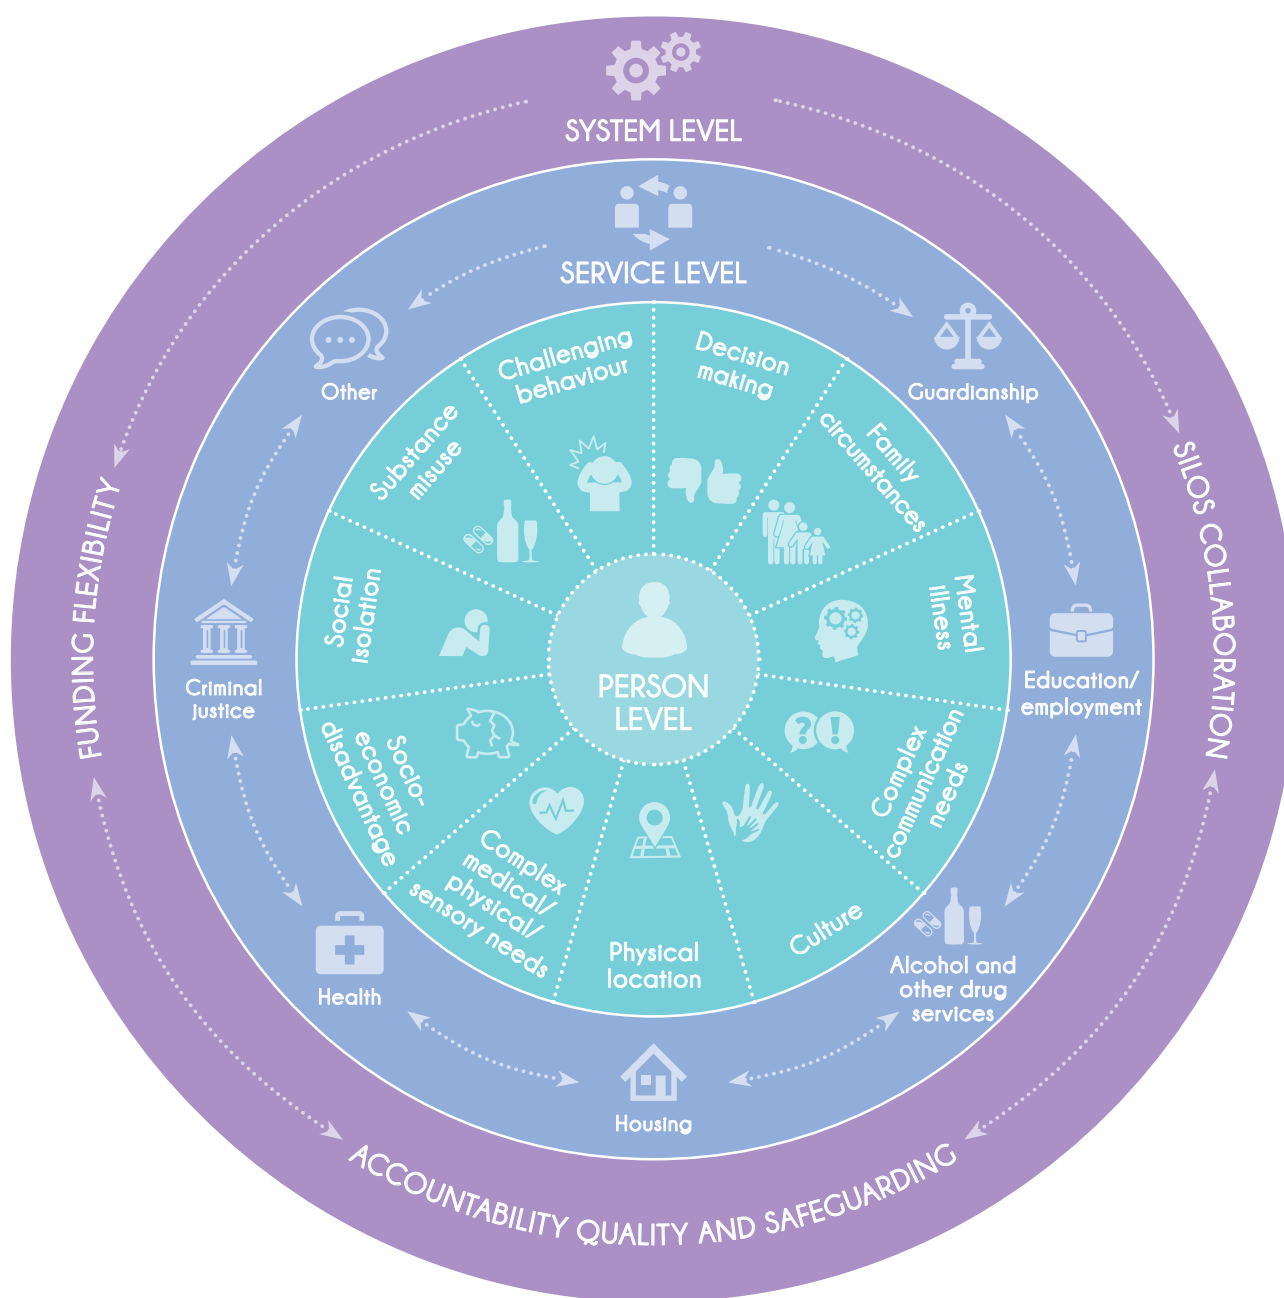 SYSTEM LEVEL
SILOS COLLABORATION
ACCOUNTABILITY QUALITY AND SAFEGUARDING
FUNDING FLEXIBILITY
SERVICE LEVEL
Guardianship
Education/
employment
Alcohol and
other drug
services
Housing
Health
Criminal
justice
Other
Decision
making
Family
circumstances
Mental
Illness
Complex
communication
needs
Culture
Physical
location
Complex
medical/
physical/
sensory needs
Socio-
economic
disadvantage
Social
Isolation
Substance
misuse
Challenging
behaviour
PERSON
LEVEL
?
!